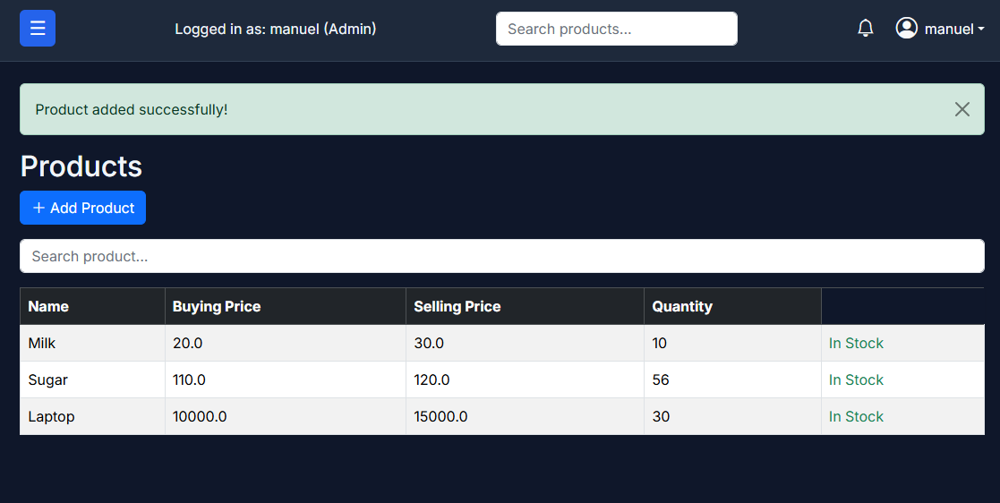 Logged in as: manuel (Admin) Search products... manuel
Product added successfully!
Products
+ Add Product
Search product...
Name Buying Price Selling Price Quantity
Milk 20.0 30.0 10 In Stock
Sugar 110.0 120.0 56 In Stock
Laptop 10000.0 15000.0 30 In Stock